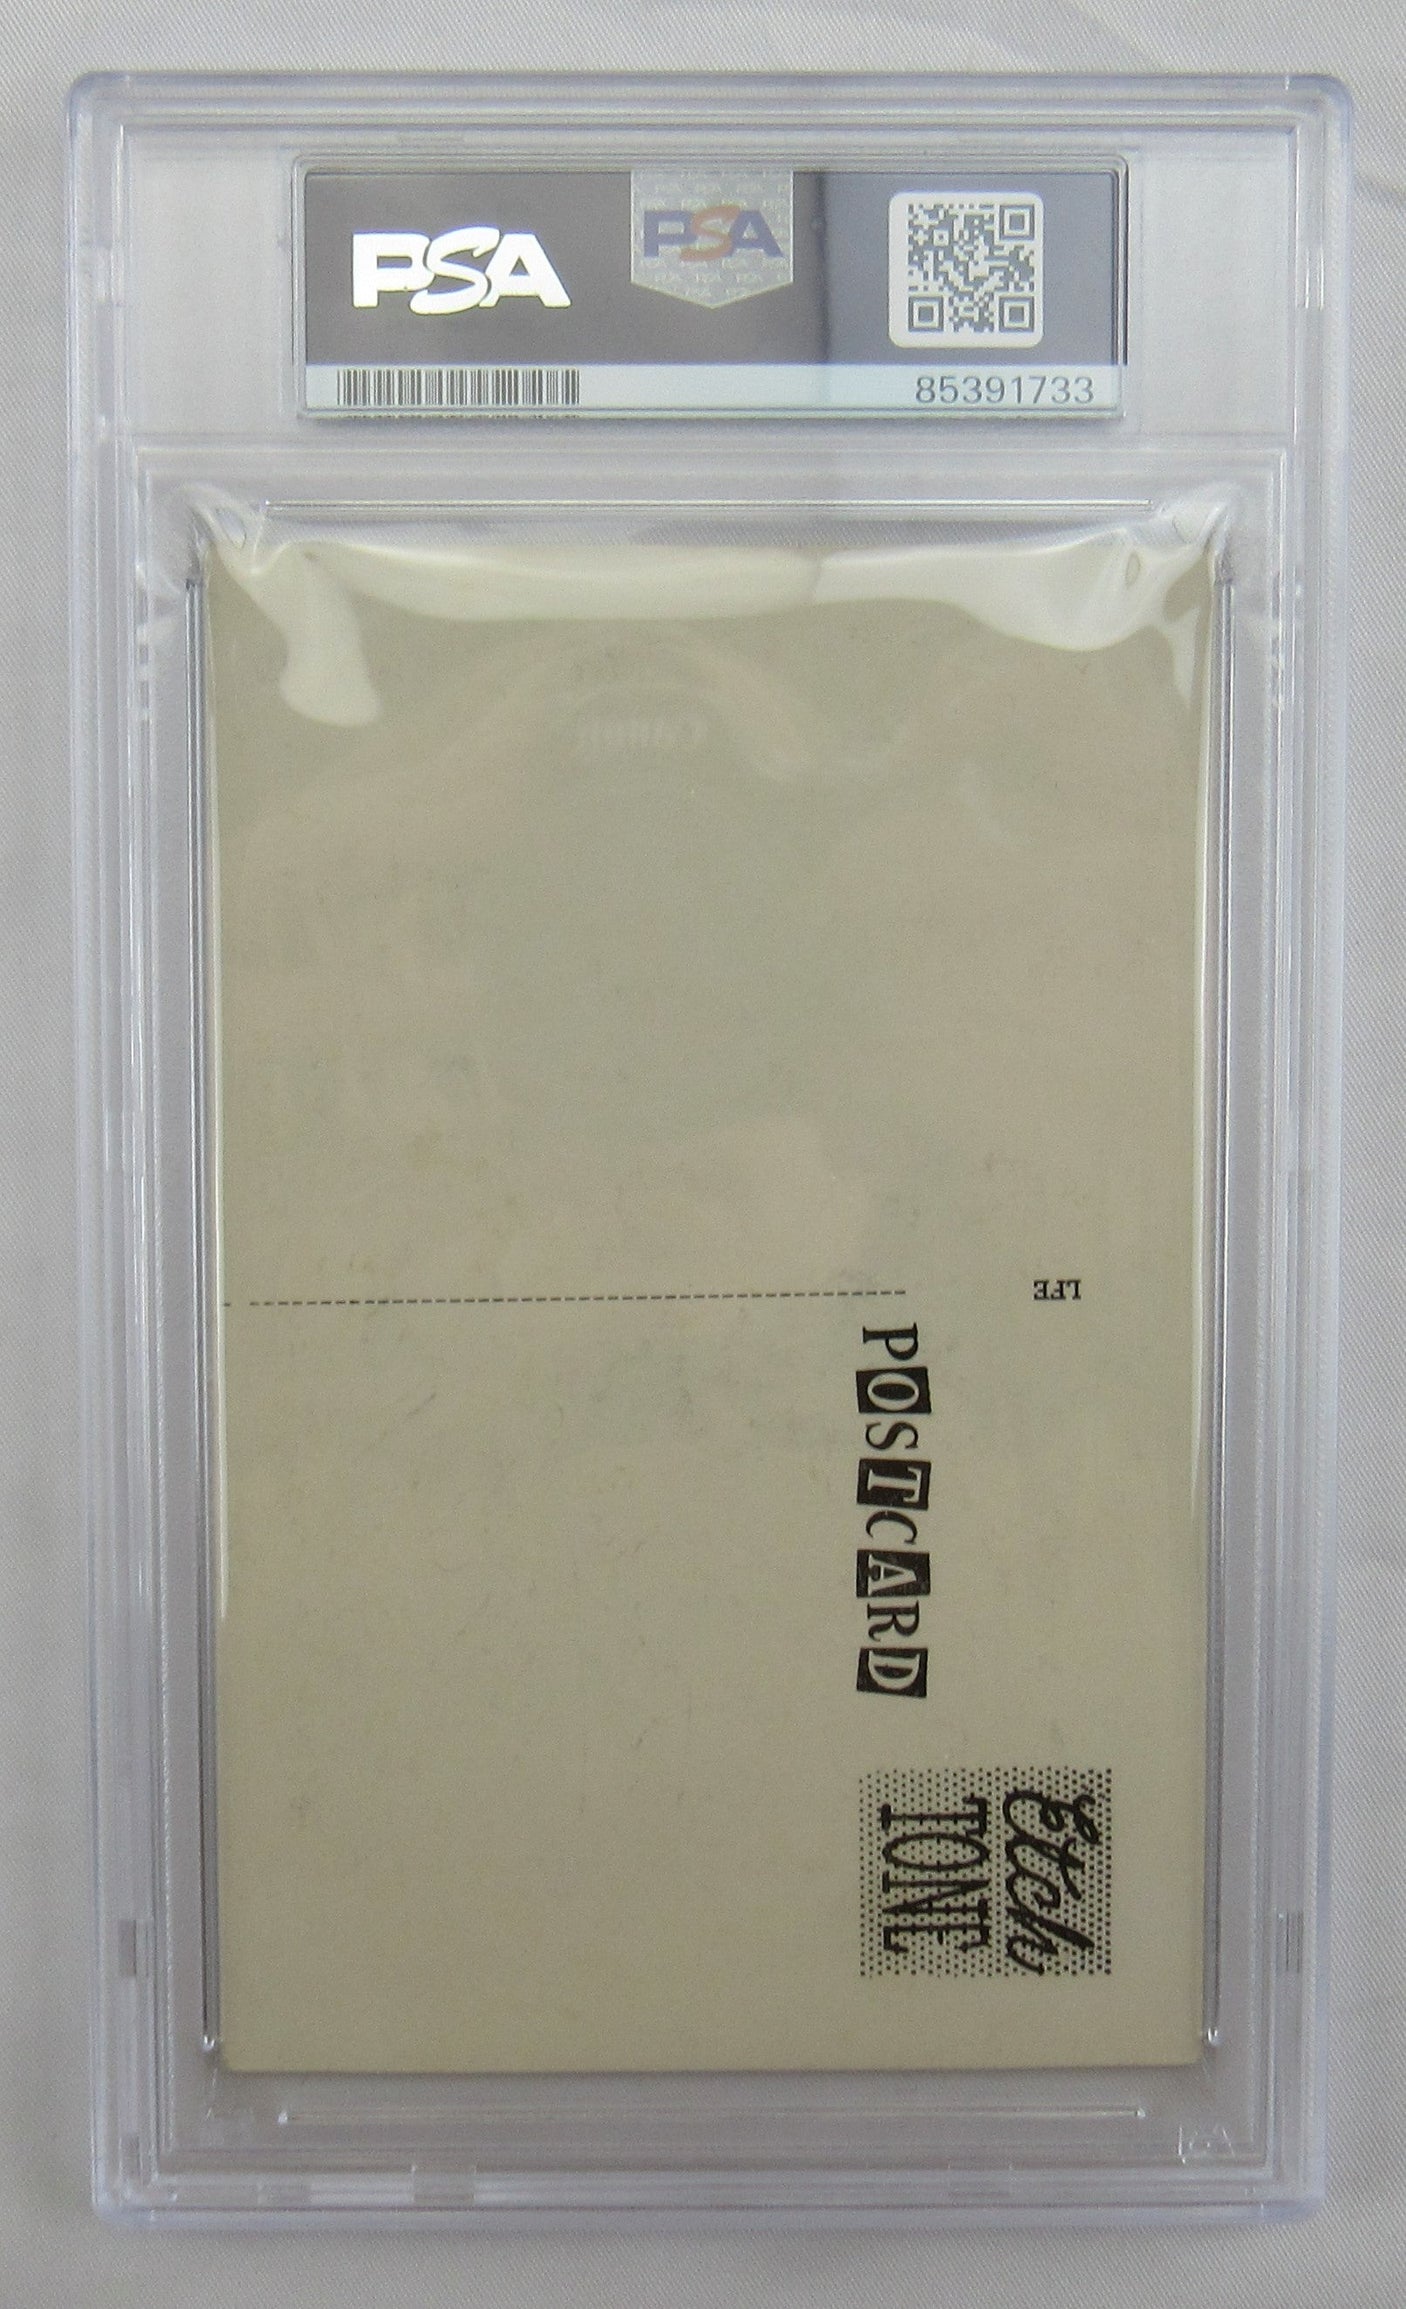 PSA
PSA
85391733
LFE
POSTCARD
Etch
TONE